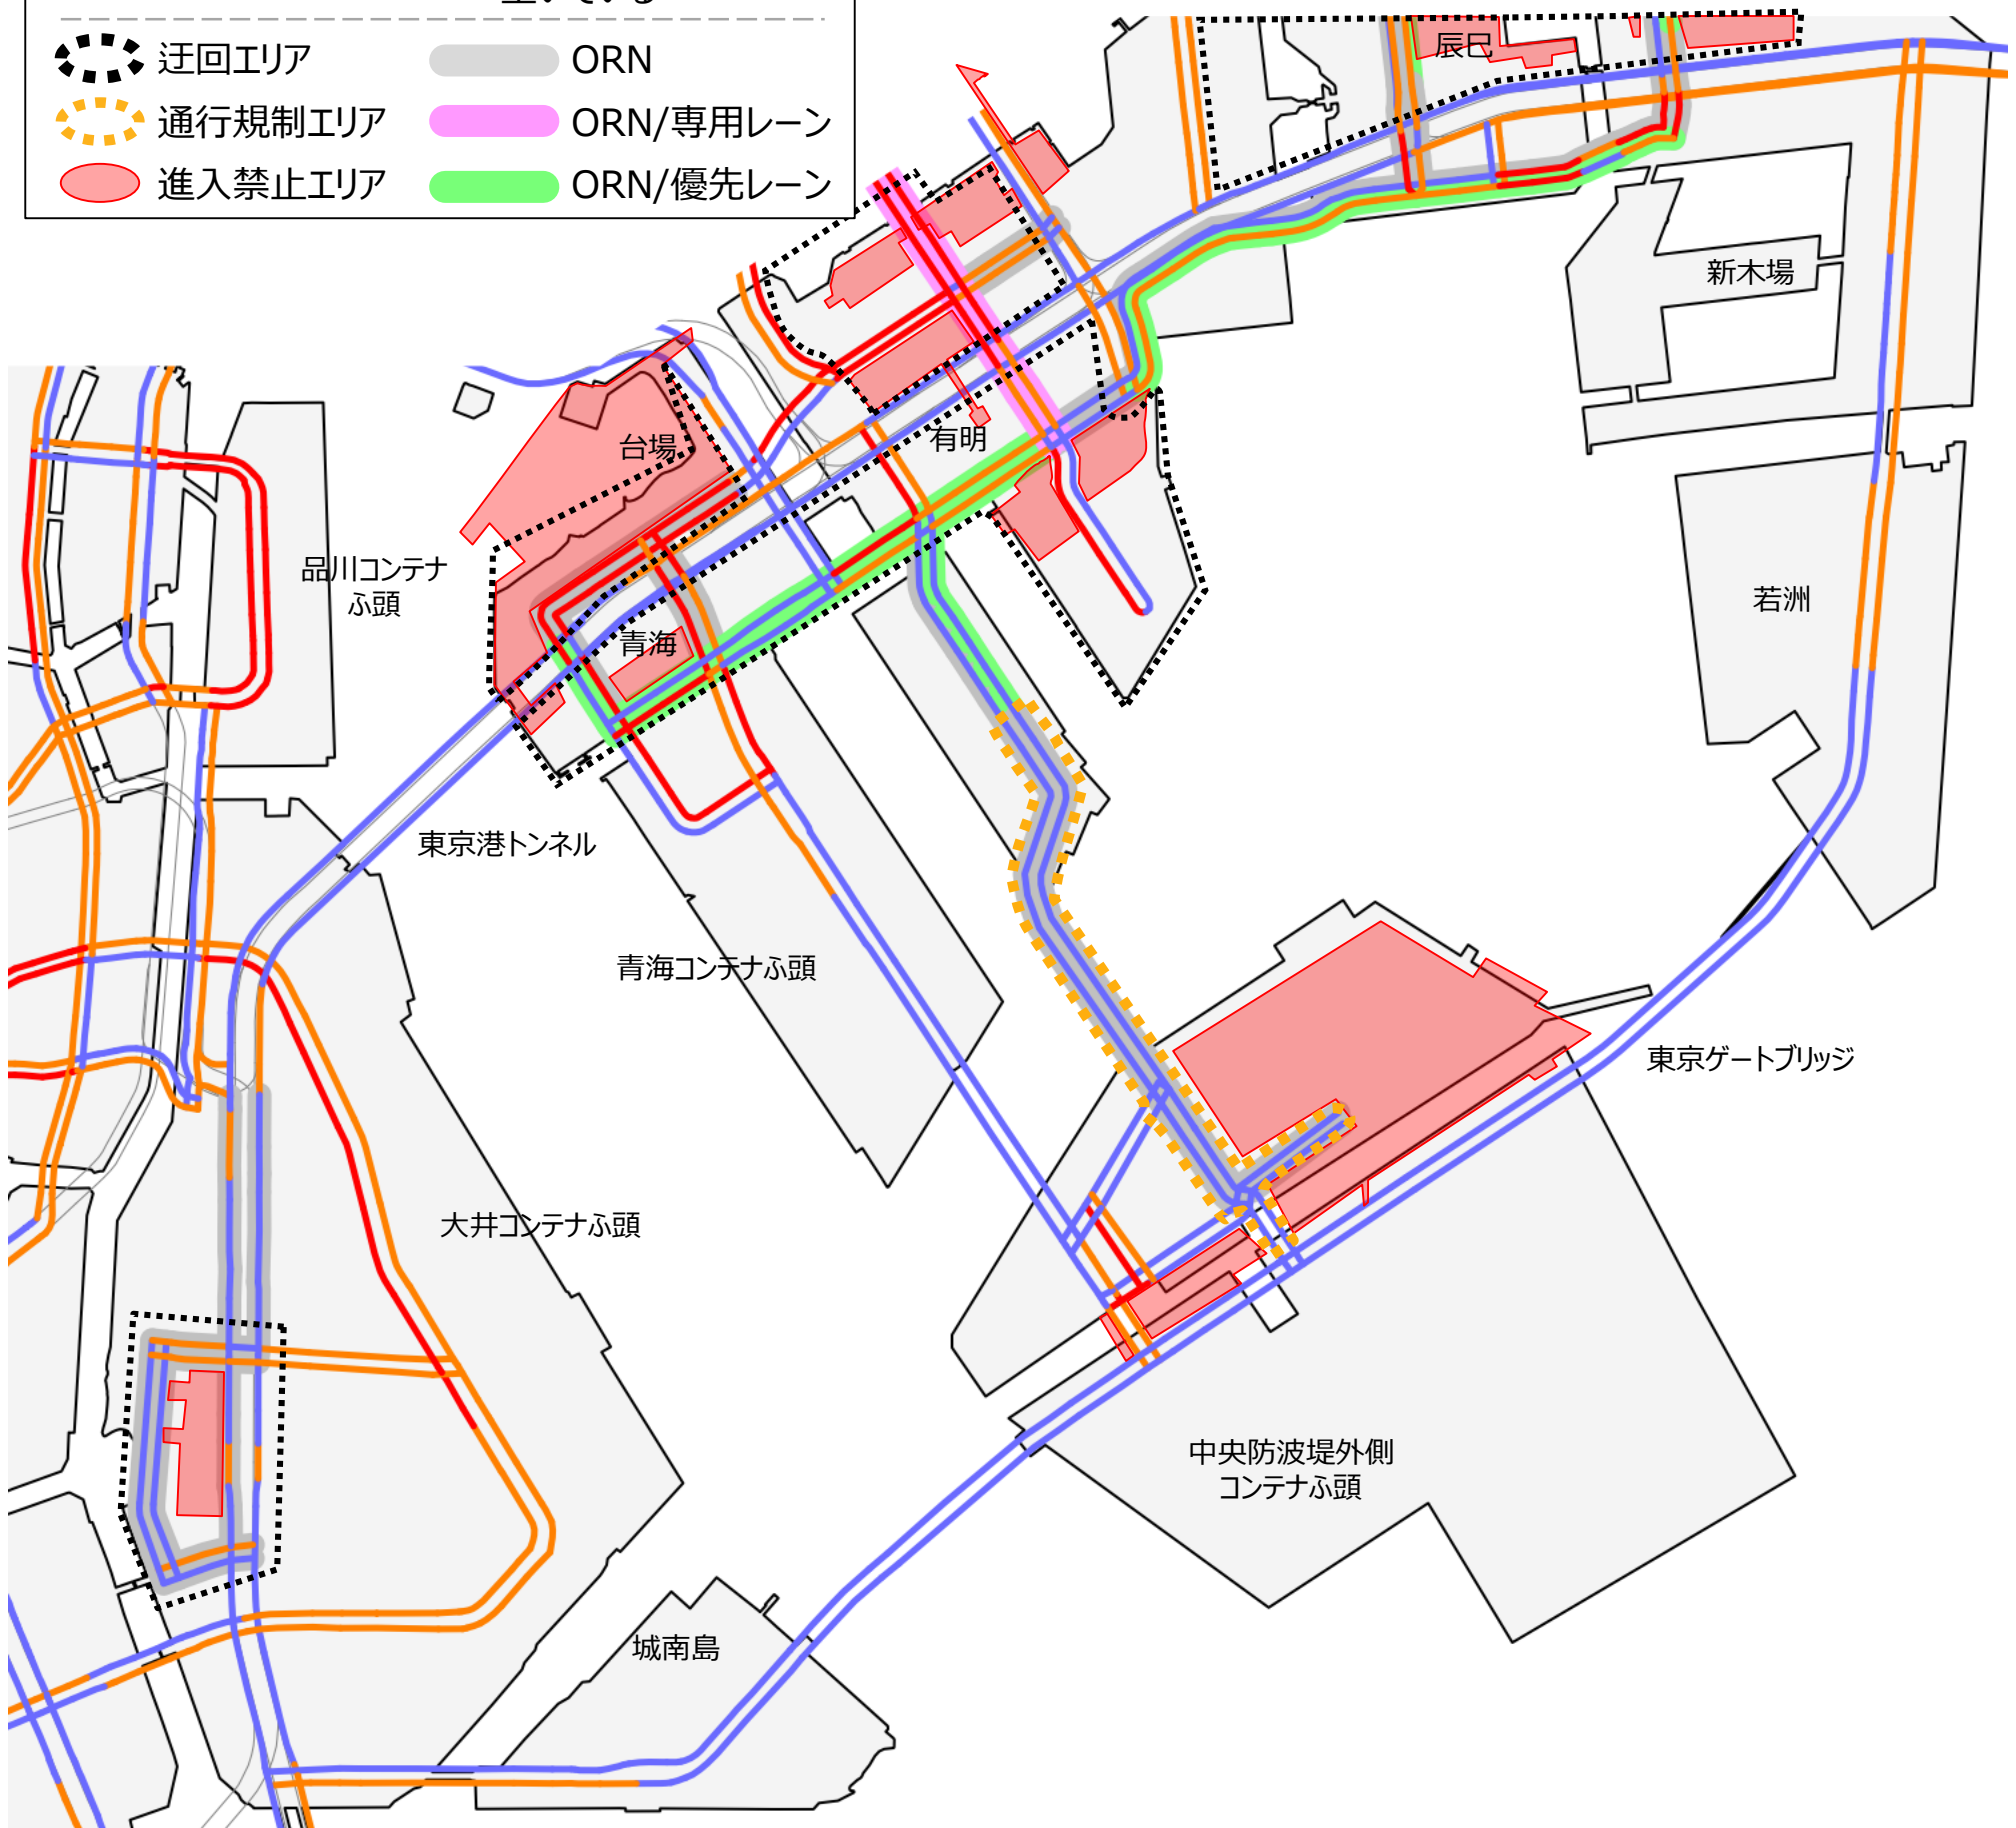 空いている
迂回エリア
ORN
通行規制エリア
ORN/専用レーン
進入禁止エリア
ORN/優先レーン
辰巳
新木場
台場
有明
品川コンテナ
ふ頭
青海
若洲
東京港トンネル
青海コンテナふ頭
東京ゲートブリッジ
大井コンテナふ頭
中央防波堤外側
コンテナふ頭
城南島